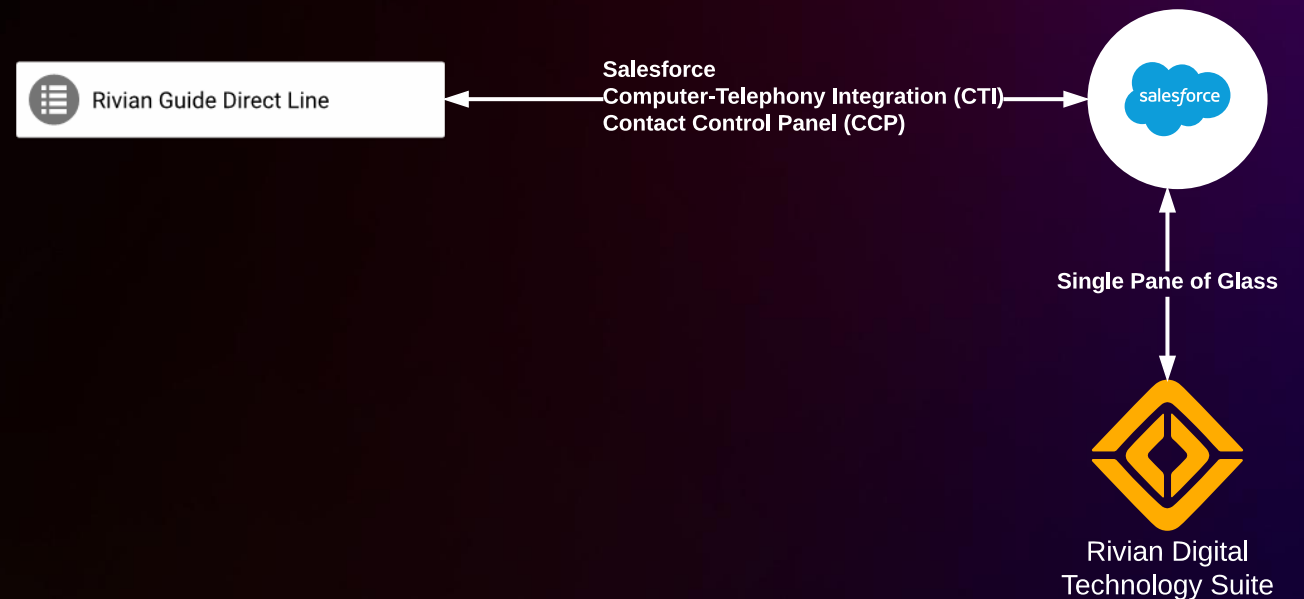 Rivian Guide Direct Line
Salesforce
Computer-Telephony Integration (CTI)
Contact Control Panel (CCP)
salesforce
Single Pane of Glass
Rivian Digital
Technology Suite